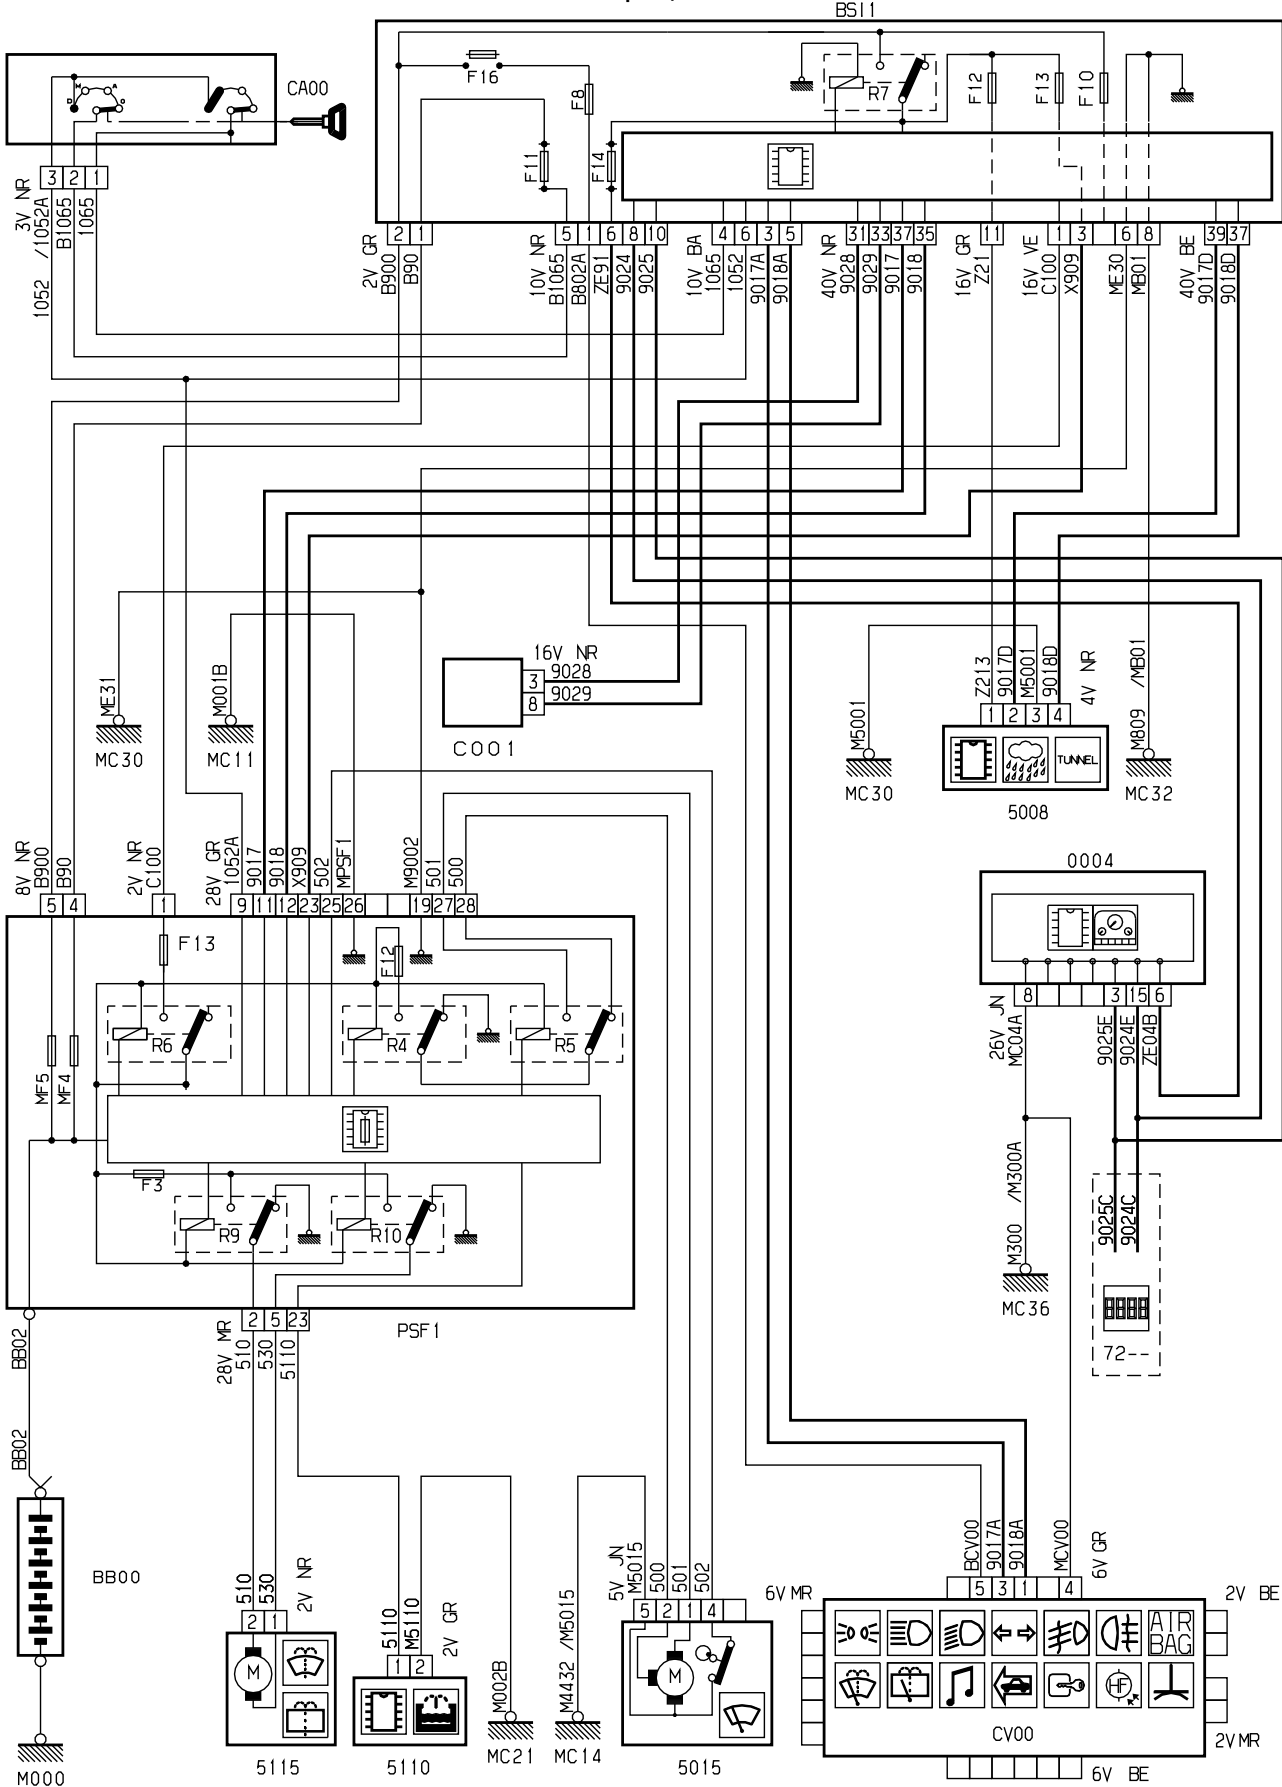 BSI1
CA00
F16
F8
R7
F12
F13
F10
F11
F14
M
A
D
O
3 2 1
3V NR
1052 /1052A
B1065
1065
2 1
2V GR
B900
B90
5 1 6 8 10
10V NR
B1065
B802A
ZE91
9024
9025
4 6 3 5
10V BA
1065
1052
9017A
9018A
31 33 37 35
40V NR
9028
9029
9017
9018
11
16V GR
Z21
1 3 6 8
16V VE
C100
X909
ME30
MB01
39 37
40V BE
9017D
9018D
ME31
MC30
M001B
MC11
16V NR
3 9028
8 9029
C001
M5001
MC30
Z213
9017D
M5001
9018D
4V NR
1 2 3 4
TUNNEL
5008
M809 /MB01
MC32
8V NR
B900
B90
5 4
2V NR
C100
1
28V GR
1052A
9017
9018
X909
502
MPSF1
M9002
501
500
9 11 12 23 25 26 19 27 28
F13
F12
R6
R4
R5
MF5
MF4
F3
R9
R10
PSF1
2 5 23
28V MR
510
530
5110
0004
8 3 15 6
26V JN
MC04A
9025E
9024E
ZE04B
M300 /M300A
MC36
9025C
9024C
72--
BB02
BB02
BB00
M000
510
530
2V NR
2 1
M
5115
5110
M5110
2V GR
1 2
5110
M002B
MC21
M4432 /M5015
MC14
5V JN
M5015
500
501
502
5 2 1 4
M
5015
BCV00
9017A
9018A
MCV00
6V GR
5 3 1 4
6V MR
2V BE
AIR
BAG
HF
CV00
2V MR
6V BE